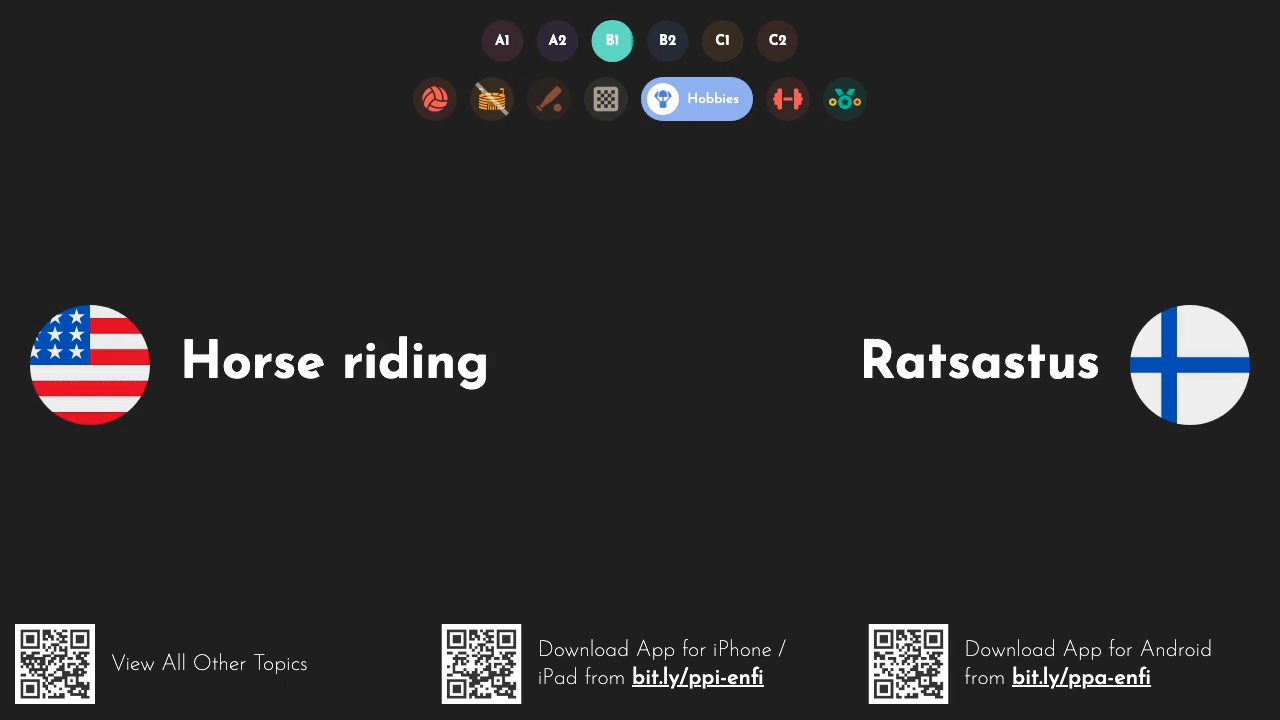 A1 A2 B1 B2 C1 C2
Hobbies
Horse riding
Ratsastus
View All Other Topics
Download App for iPhone /
iPad from bit.ly/ppi-enfi
Download App for Android
from bit.ly/ppa-enfi